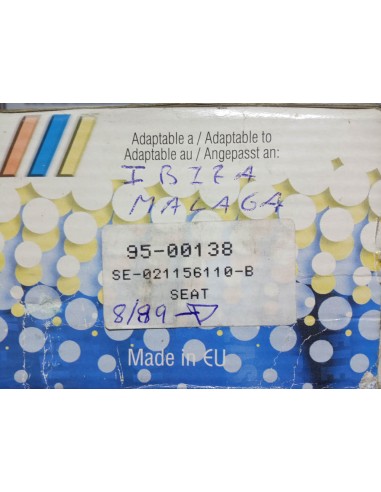 Adaptable a / Adaptable to
Adaptable au / Angepasst an:
IBIZA
MALAGA
95-00138
SE-021156110-B
SEAT
8/89
Made in EU